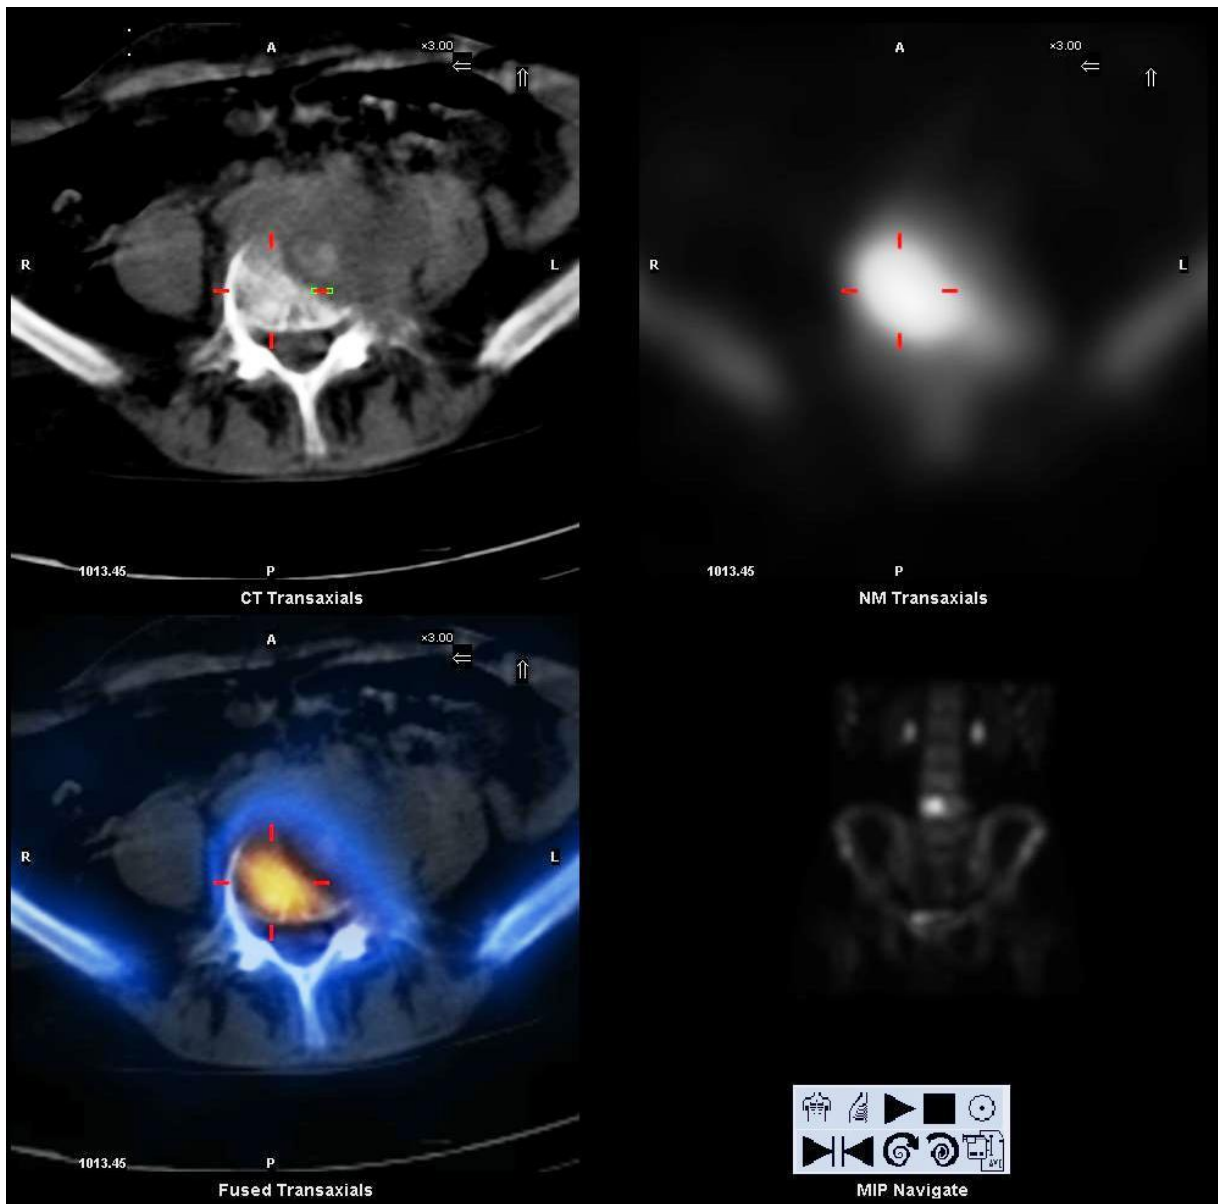 A
×3.00
R
L
1013.45
P
CT Transaxials
A
×3.00
R
L
1013.45
P
NM Transaxials
A
×3.00
R
L
1013.45
P
Fused Transaxials
MIP Navigate